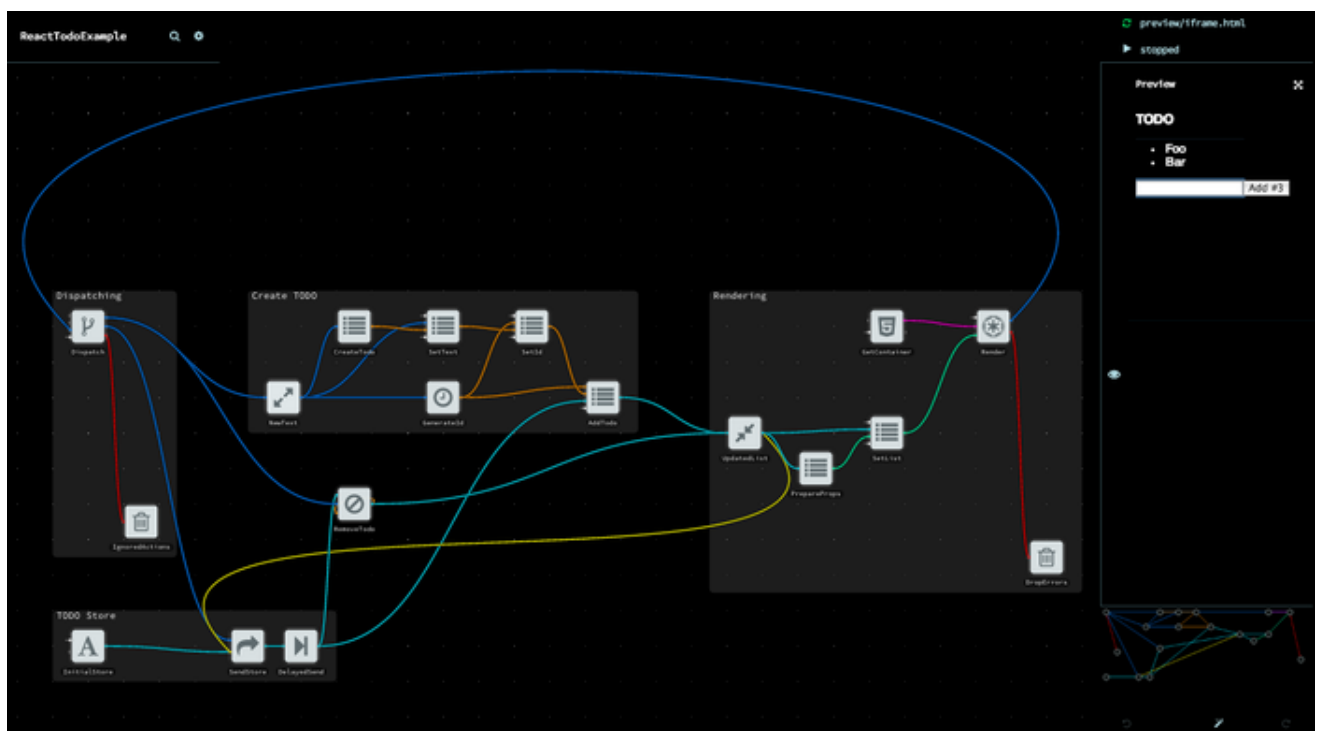 ReactTodoExample
preview/iframe.html
stopped
Preview
TODO
Foo
Bar
Add #3
Dispatching
Dispatch
IgnoredActions
Create TODO
CreateTodo
SetText
SetId
NewText
GenerateId
AddTodo
RemoveTodo
Rendering
GetContainer
Render
UpdatedList
SetList
PrepareProps
DropErrors
TODO Store
InitialStore
SendStore
DelayedSend